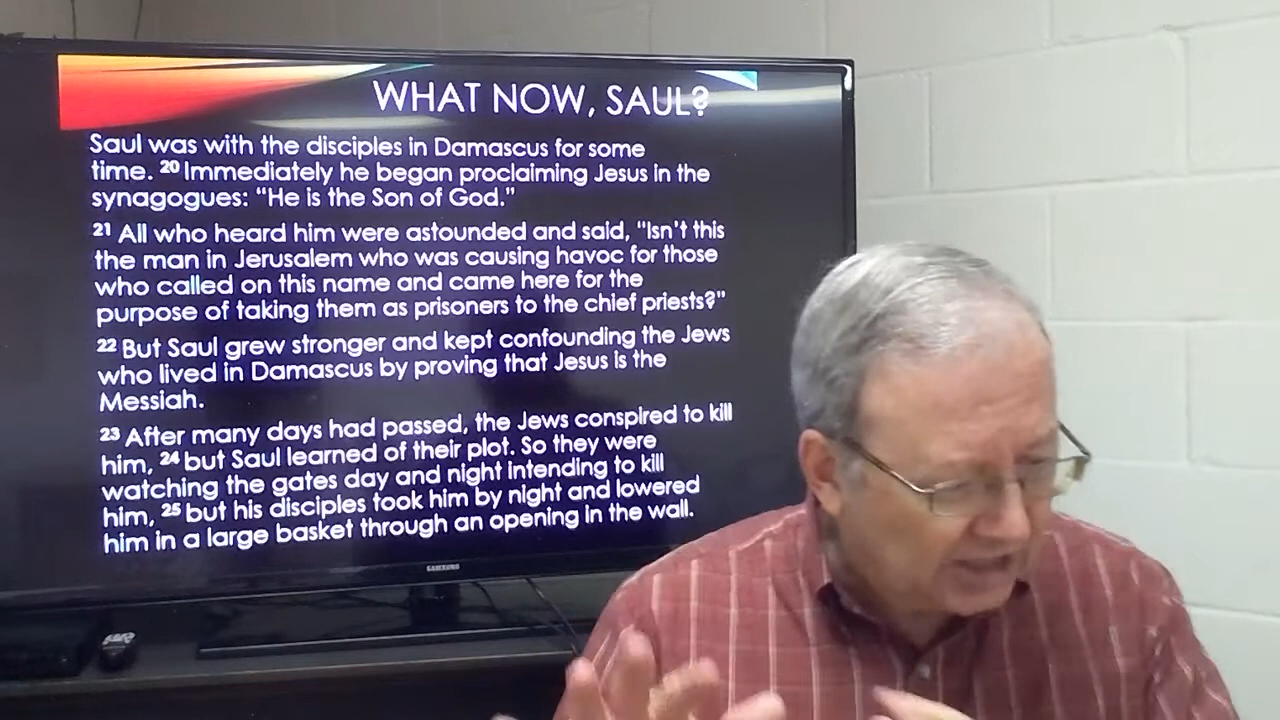 WHAT NOW, SAUL?
Saul was with the disciples in Damascus for some
time. 20 Immediately he began proclaiming Jesus in the
synagogues: “He is the Son of God.”
21 All who heard him were astounded and said, “Isn’t this
the man in Jerusalem who was causing havoc for those
who called on this name and came here for the
purpose of taking them as prisoners to the chief priests?”
22 But Saul grew stronger and kept confounding the Jews
who lived in Damascus by proving that Jesus is the
Messiah.
23 After many days had passed, the Jews conspired to kill
him, 24 but Saul learned of their plot. So they were
watching the gates day and night intending to kill
him, 25 but his disciples took him by night and lowered
him in a large basket through an opening in the wall.
SAMSUNG